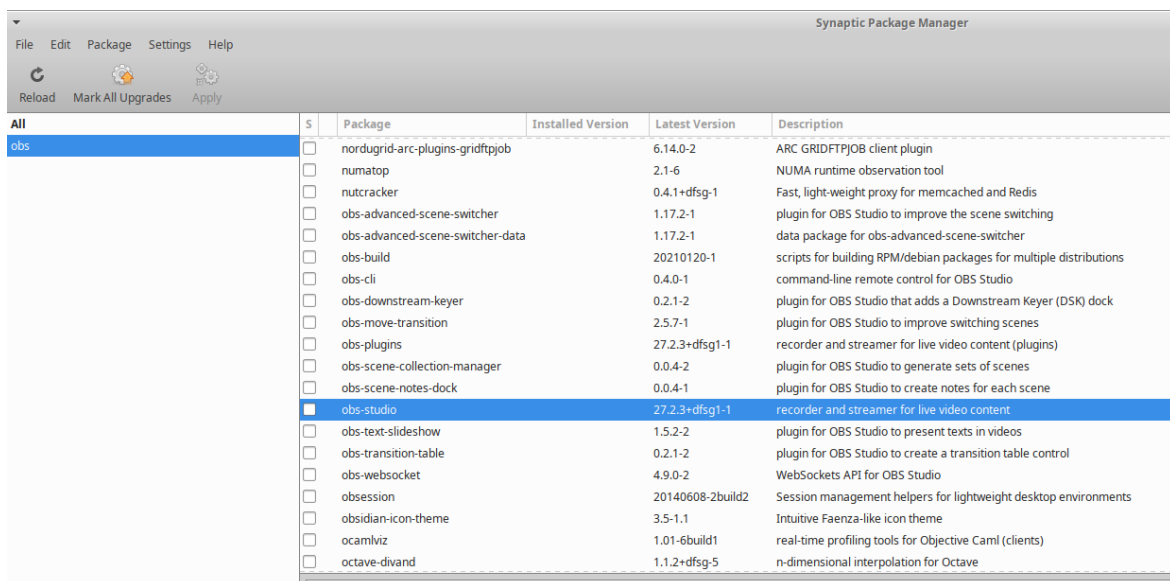 Synaptic Package Manager
File Edit Package Settings Help
Reload Mark All Upgrades Apply
All
obs
S Package Installed Version Latest Version Description
nordugrid-arc-plugins-gridftpjob 6.14.0-2 ARC GRIDFTPJOB client plugin
numatop 2.1-6 NUMA runtime observation tool
nutcracker 0.4.1+dfsg-1 Fast, light-weight proxy for memcached and Redis
obs-advanced-scene-switcher 1.17.2-1 plugin for OBS Studio to improve the scene switching
obs-advanced-scene-switcher-data 1.17.2-1 data package for obs-advanced-scene-switcher
obs-build 20210120-1 scripts for building RPM/debian packages for multiple distributions
obs-cli 0.4.0-1 command-line remote control for OBS Studio
obs-downstream-keyer 0.2.1-2 plugin for OBS Studio that adds a Downstream Keyer (DSK) dock
obs-move-transition 2.5.7-1 plugin for OBS Studio to improve switching scenes
obs-plugins 27.2.3+dfsg1-1 recorder and streamer for live video content (plugins)
obs-scene-collection-manager 0.0.4-2 plugin for OBS Studio to generate sets of scenes
obs-scene-notes-dock 0.0.4-1 plugin for OBS Studio to create notes for each scene
obs-studio 27.2.3+dfsg1-1 recorder and streamer for live video content
obs-text-slideshow 1.5.2-2 plugin for OBS Studio to present texts in videos
obs-transition-table 0.2.1-2 plugin for OBS Studio to create a transition table control
obs-websocket 4.9.0-2 WebSockets API for OBS Studio
obsession 20140608-2build2 Session management helpers for lightweight desktop environments
obsidian-icon-theme 3.5-1.1 Intuitive Faenza-like icon theme
ocamlviz 1.01-6build1 real-time profiling tools for Objective Caml (clients)
octave-divand 1.1.2+dfsg-5 n-dimensional interpolation for Octave